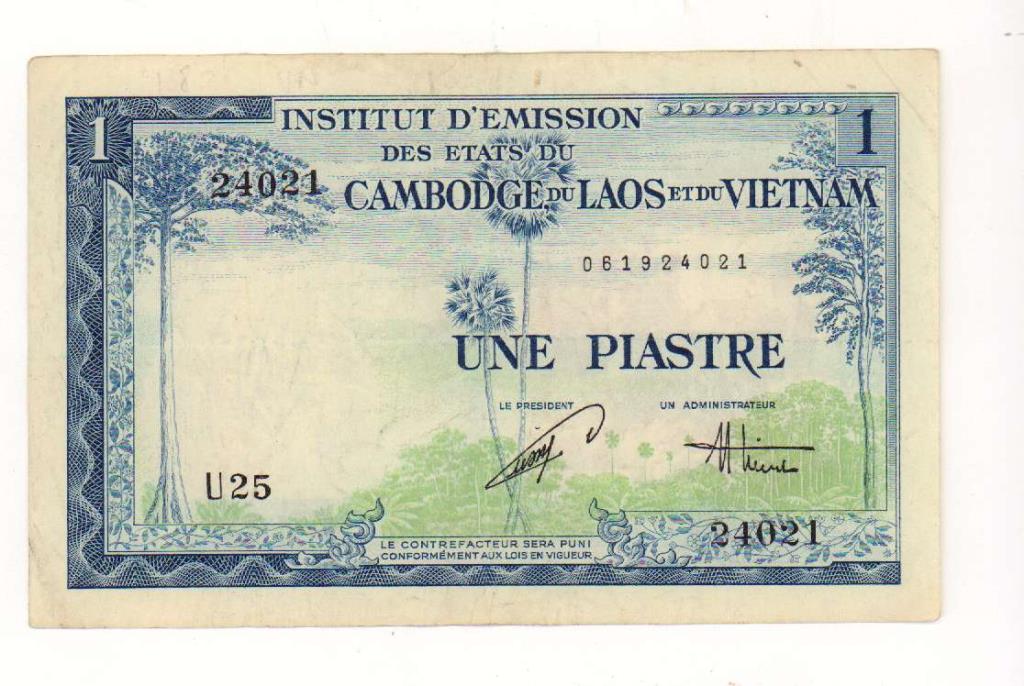 1
INSTITUT D'EMISSION
1
DES ETATS DU
24021
CAMBODGE, DU LAOS ET DU VIETNAM
061924021
UNE PIASTRE
LE PRESIDENT
UN ADMINISTRATEUR
U25
24021
LE CONTREFACTEUR SERA PUNI
CONFORMÉMENT AUX LOIS EN VIGUEUR